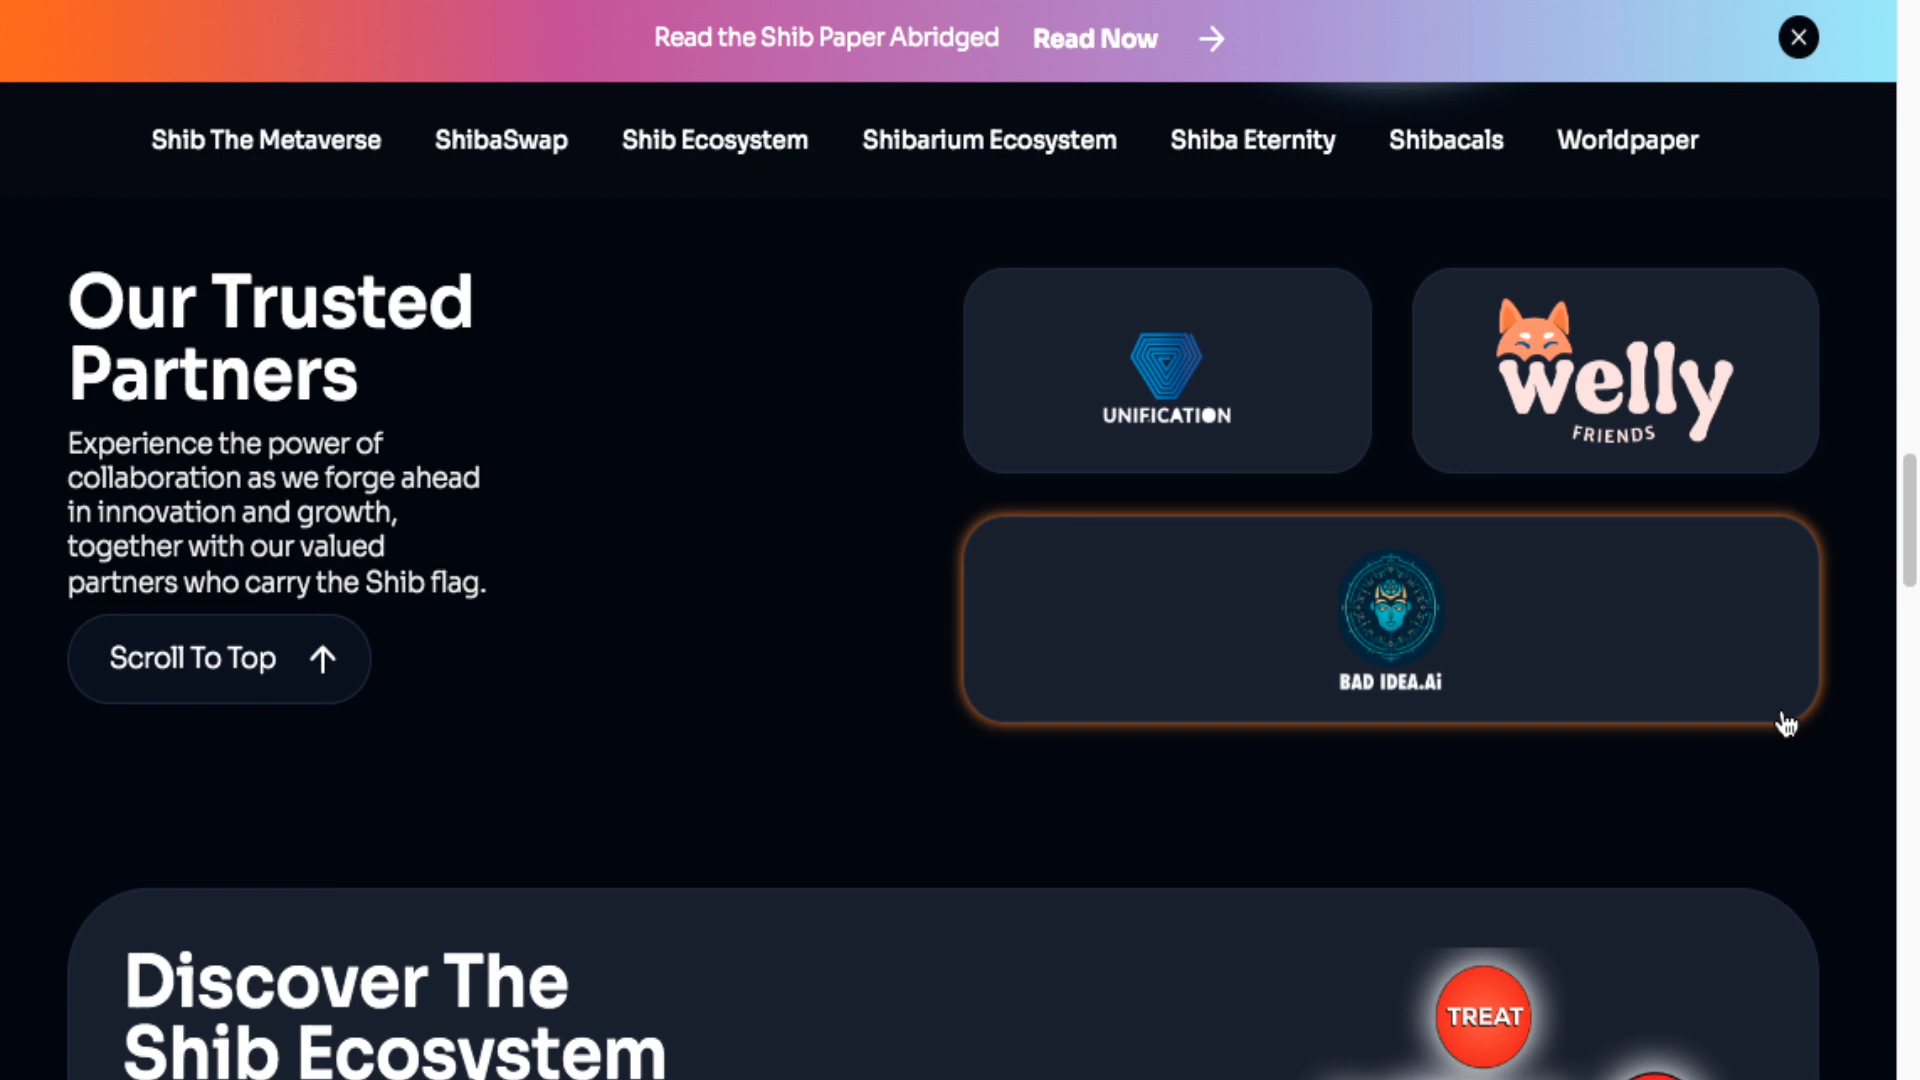 Read the Shib Paper Abridged Read Now
Shib The Metaverse ShibaSwap Shib Ecosystem Shibarium Ecosystem Shiba Eternity Shibacals Worldpaper
Our Trusted
Partners
Experience the power of
collaboration as we forge ahead
in innovation and growth,
together with our valued
partners who carry the Shib flag.
Scroll To Top
UNIFICATION
welly
FRIENDS
BAD IDEA.Ai
Discover The
Shib Ecosystem
TREAT